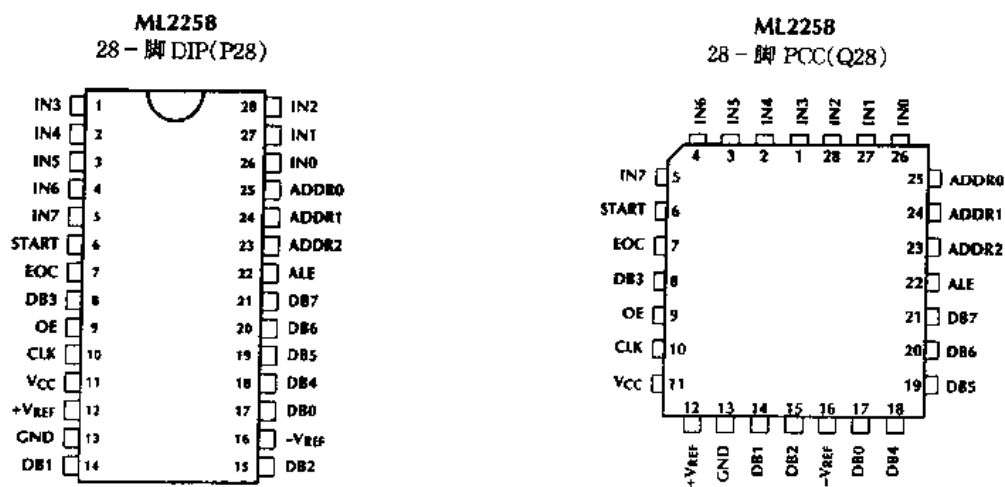 ML2258
28-脚 DIP(P28)
IN3 1 28 IN2
IN4 2 27 IN1
IN5 3 26 IN0
IN6 4 25 ADDR0
IN7 5 24 ADDR1
START 6 23 ADDR2
EOC 7 22 ALE
DB3 8 21 DB7
OE 9 20 DB6
CLK 10 19 DB5
VCC 11 18 DB4
+VREF 12 17 DB0
GND 13 16 -VREF
DB1 14 15 DB2
ML2258
28-脚 PCC(Q28)
IN6 IN5 IN4 IN3 IN2 IN1 IN0
4 3 2 1 28 27 26
IN7 5 25 ADDR0
START 6 24 ADDR1
EOC 7 23 ADDR2
DB3 8 22 ALE
OE 9 21 DB7
CLK 10 20 DB6
VCC 11 19 DB5
12 13 14 15 16 17 18
+VREF GND DB1 DB2 -VREF DB0 DB4